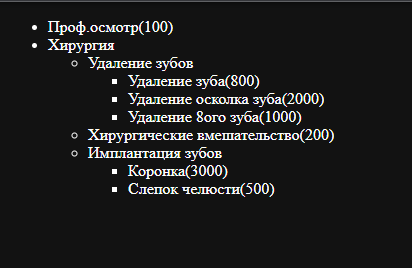 Проф.осмотр(100)
Хирургия
Удаление зубов
Удаление зуба(800)
Удаление осколка зуба(2000)
Удаление 8ого зуба(1000)
Хирургические вмешательство(200)
Имплантация зубов
Коронка(3000)
Слепок челюсти(500)